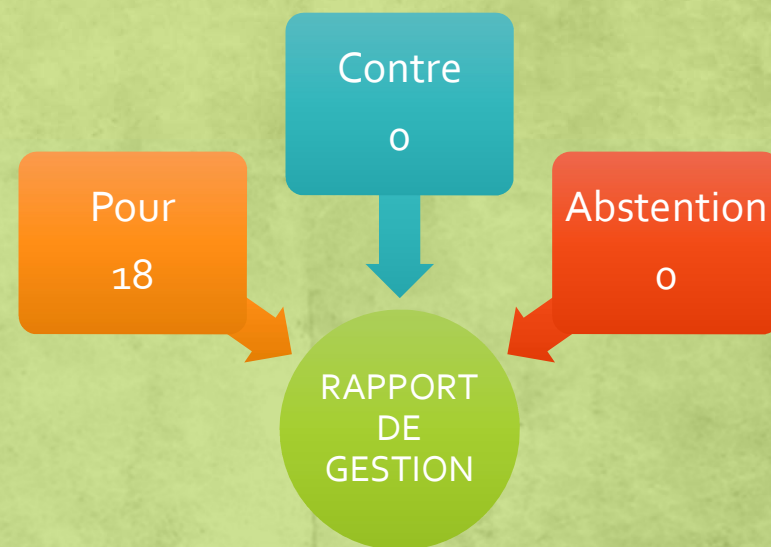 Contre
0
Pour
18
Abstention
0
RAPPORT
DE
GESTION